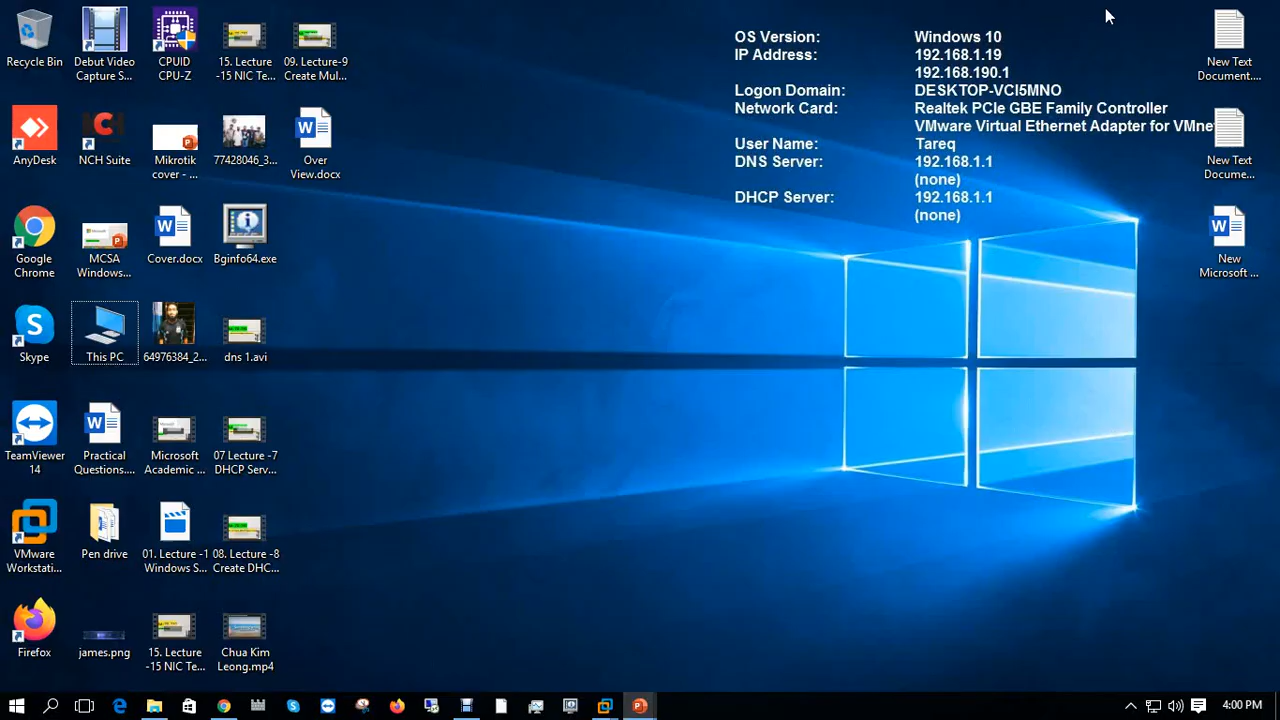 Recycle Bin
Debut Video
Capture S...
CPUID
CPU-Z
15. Lecture
-15 NIC Te...
09. Lecture-9
Create Mul...
AnyDesk
NCH Suite
Mikrotik
cover - ...
77428046_3...
Over
View.docx
Google
Chrome
MCSA
Windows...
Cover.docx
Bginfo64.exe
Skype
This PC
64976384_2...
dns 1.avi
TeamViewer
14
Practical
Questions....
Microsoft
Academic ...
07 Lecture -7
DHCP Serv...
VMware
Workstati...
Pen drive
01. Lecture -1
Windows S...
08. Lecture -8
Create DHC...
Firefox
james.png
15. Lecture
-15 NIC Te...
Chua Kim
Leong.mp4
OS Version: Windows 10
IP Address: 192.168.1.19
192.168.190.1
Logon Domain: DESKTOP-VCI5MNO
Network Card: Realtek PCIe GBE Family Controller
VMware Virtual Ethernet Adapter for VMne
User Name: Tareq
DNS Server: 192.168.1.1
(none)
DHCP Server: 192.168.1.1
(none)
New Text
Document....
New Text
Docume...
New
Microsoft ...
4:00 PM